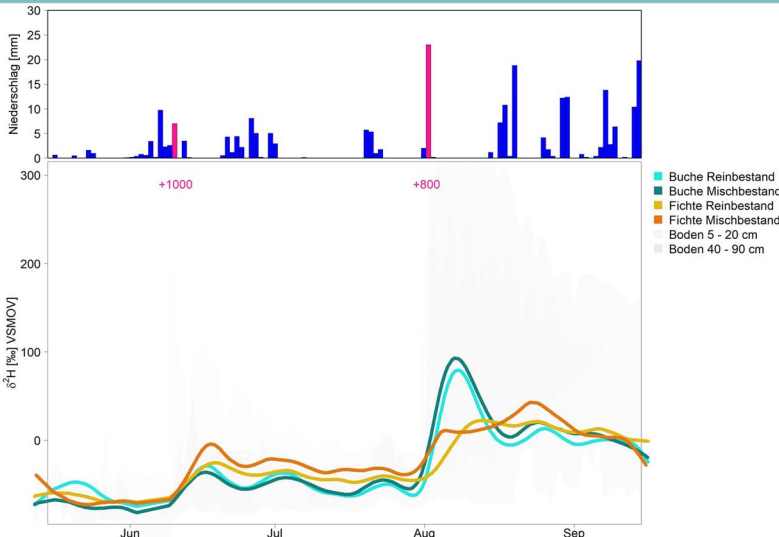 30
25
20
15
10
5
0
Niederschlag [mm]
+1000
+800
300
200
100
0
δ²H [‰] VSMOV]
Jun
Jul
Aug
Sep
Buche Reinbestand
Buche Mischbestand
Fichte Reinbestand
Fichte Mischbestand
Boden 5 - 20 cm
Boden 40 - 90 cm